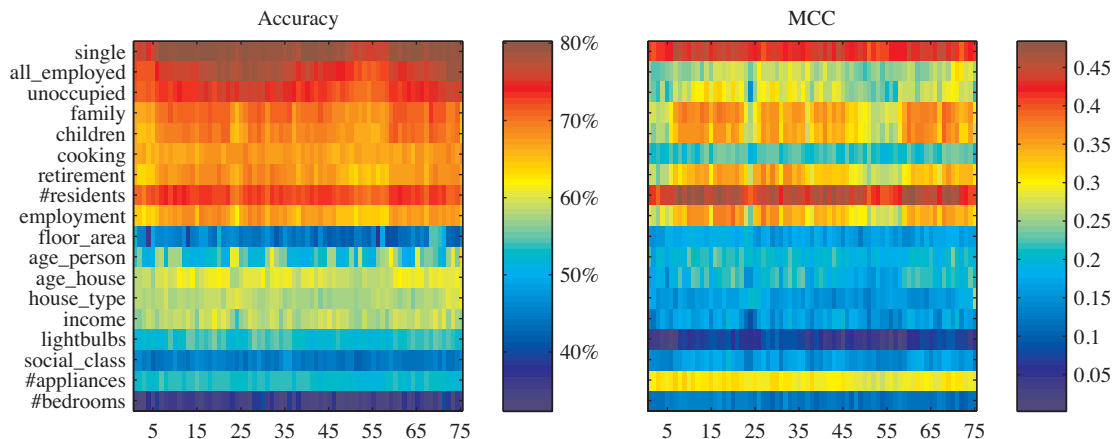 Accuracy
MCC
single
all_employed
unoccupied
family
children
cooking
retirement
#residents
employment
floor_area
age_person
age_house
house_type
income
lightbulbs
social_class
#appliances
#bedrooms
5 15 25 35 45 55 65 75
80%
70%
60%
50%
40%
5 15 25 35 45 55 65 75
0.45
0.4
0.35
0.3
0.25
0.2
0.15
0.1
0.05